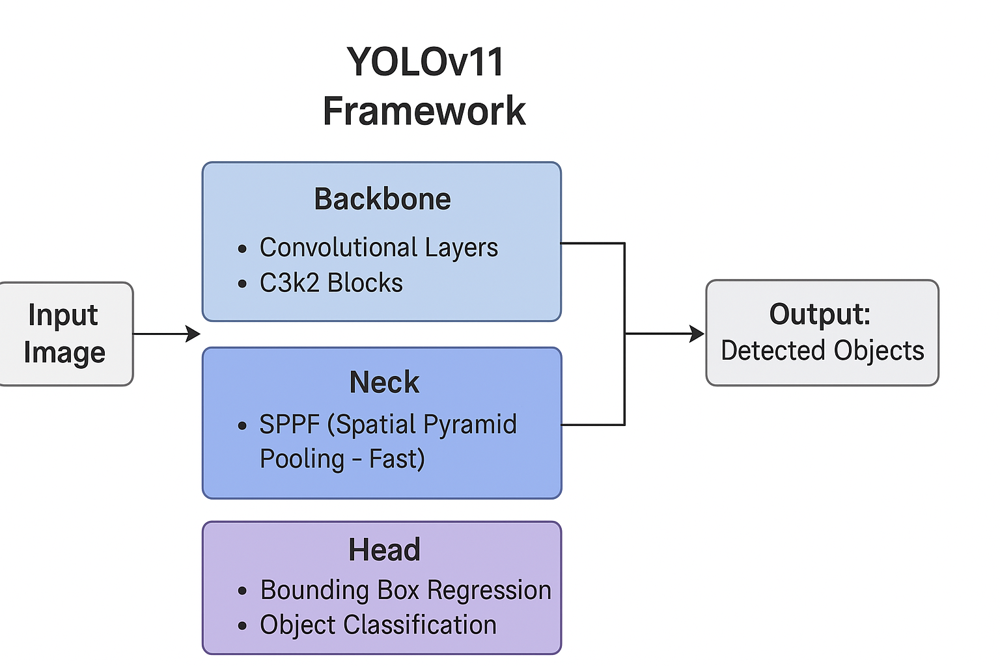 YOLOv11
Framework
Backbone
• Convolutional Layers
• C3k2 Blocks
Input
Image
Neck
• SPPF (Spatial Pyramid
Pooling - Fast)
Head
• Bounding Box Regression
• Object Classification
Output:
Detected Objects